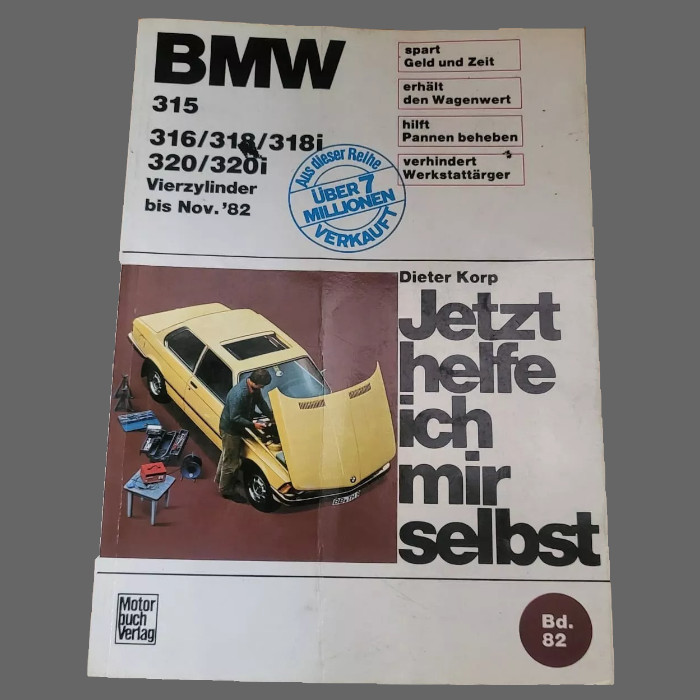 BMW
315
316/318/318i
320/320i
Vierzylinder
bis Nov. '82
spart
Geld und Zeit
erhält
den Wagenwert
hilft
Pannen beheben
verhindert
Werkstattärger
Aus dieser Reihe
ÜBER 7
MILLIONEN
VERKAUFT
Dieter Korp
Jetzt
helfe
ich
mir
selbst
Motor
buch
Verlag
Bd.
82